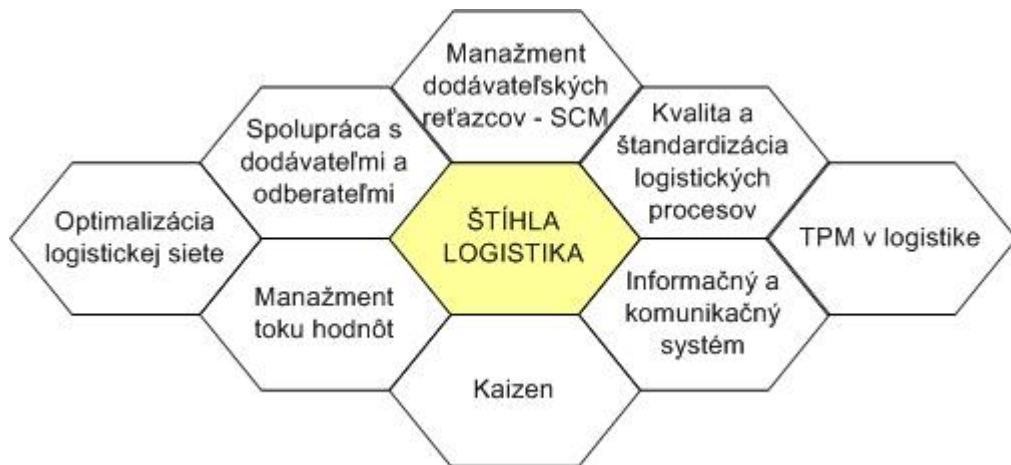 Manažment
dodávateľských
reťazcov - SCM
Spolupráca s
dodávateľmi a
odberateľmi
Kvalita a
štandardizácia
logistických
procesov
Optimalizácia
logistickej siete
ŠTÍHLA
LOGISTIKA
TPM v logistike
Manažment
toku hodnôt
Informačný a
komunikačný
systém
Kaizen